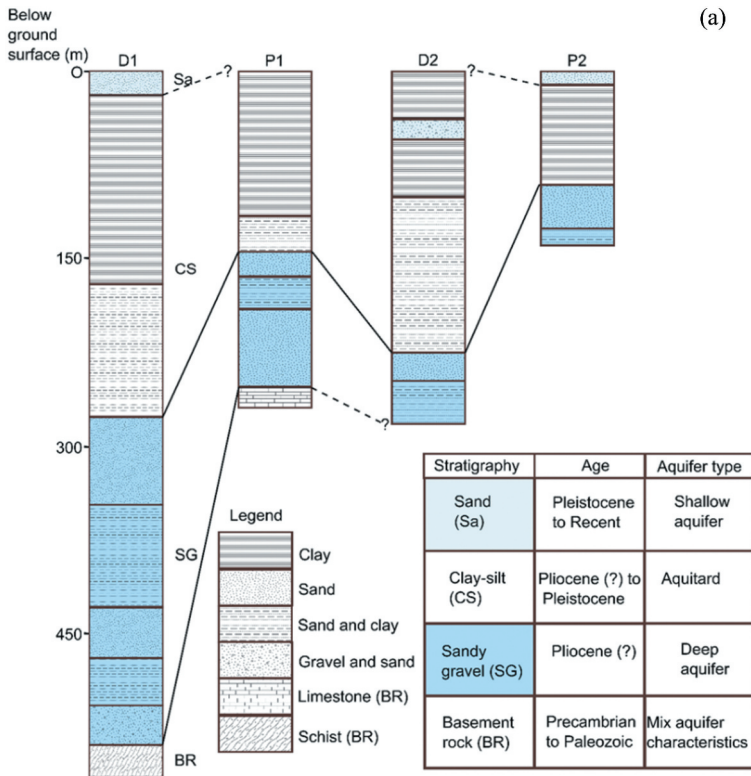 (a)
Below
ground
surface (m)
D1
P1
D2
P2
O
Sa
?
?
150
CS
300
?
SG
450
BR
Legend
Clay
Sand
Sand and clay
Gravel and sand
Limestone (BR)
Schist (BR)
Stratigraphy Age Aquifer type
Sand
(Sa)
Pleistocene
to Recent
Shallow
aquifer
Clay-silt
(CS)
Pliocene (?) to
Pleistocene
Aquitard
Sandy
gravel (SG)
Pliocene (?)
Deep
aquifer
Basement
rock (BR)
Precambrian
to Paleozoic
Mix aquifer
characteristics